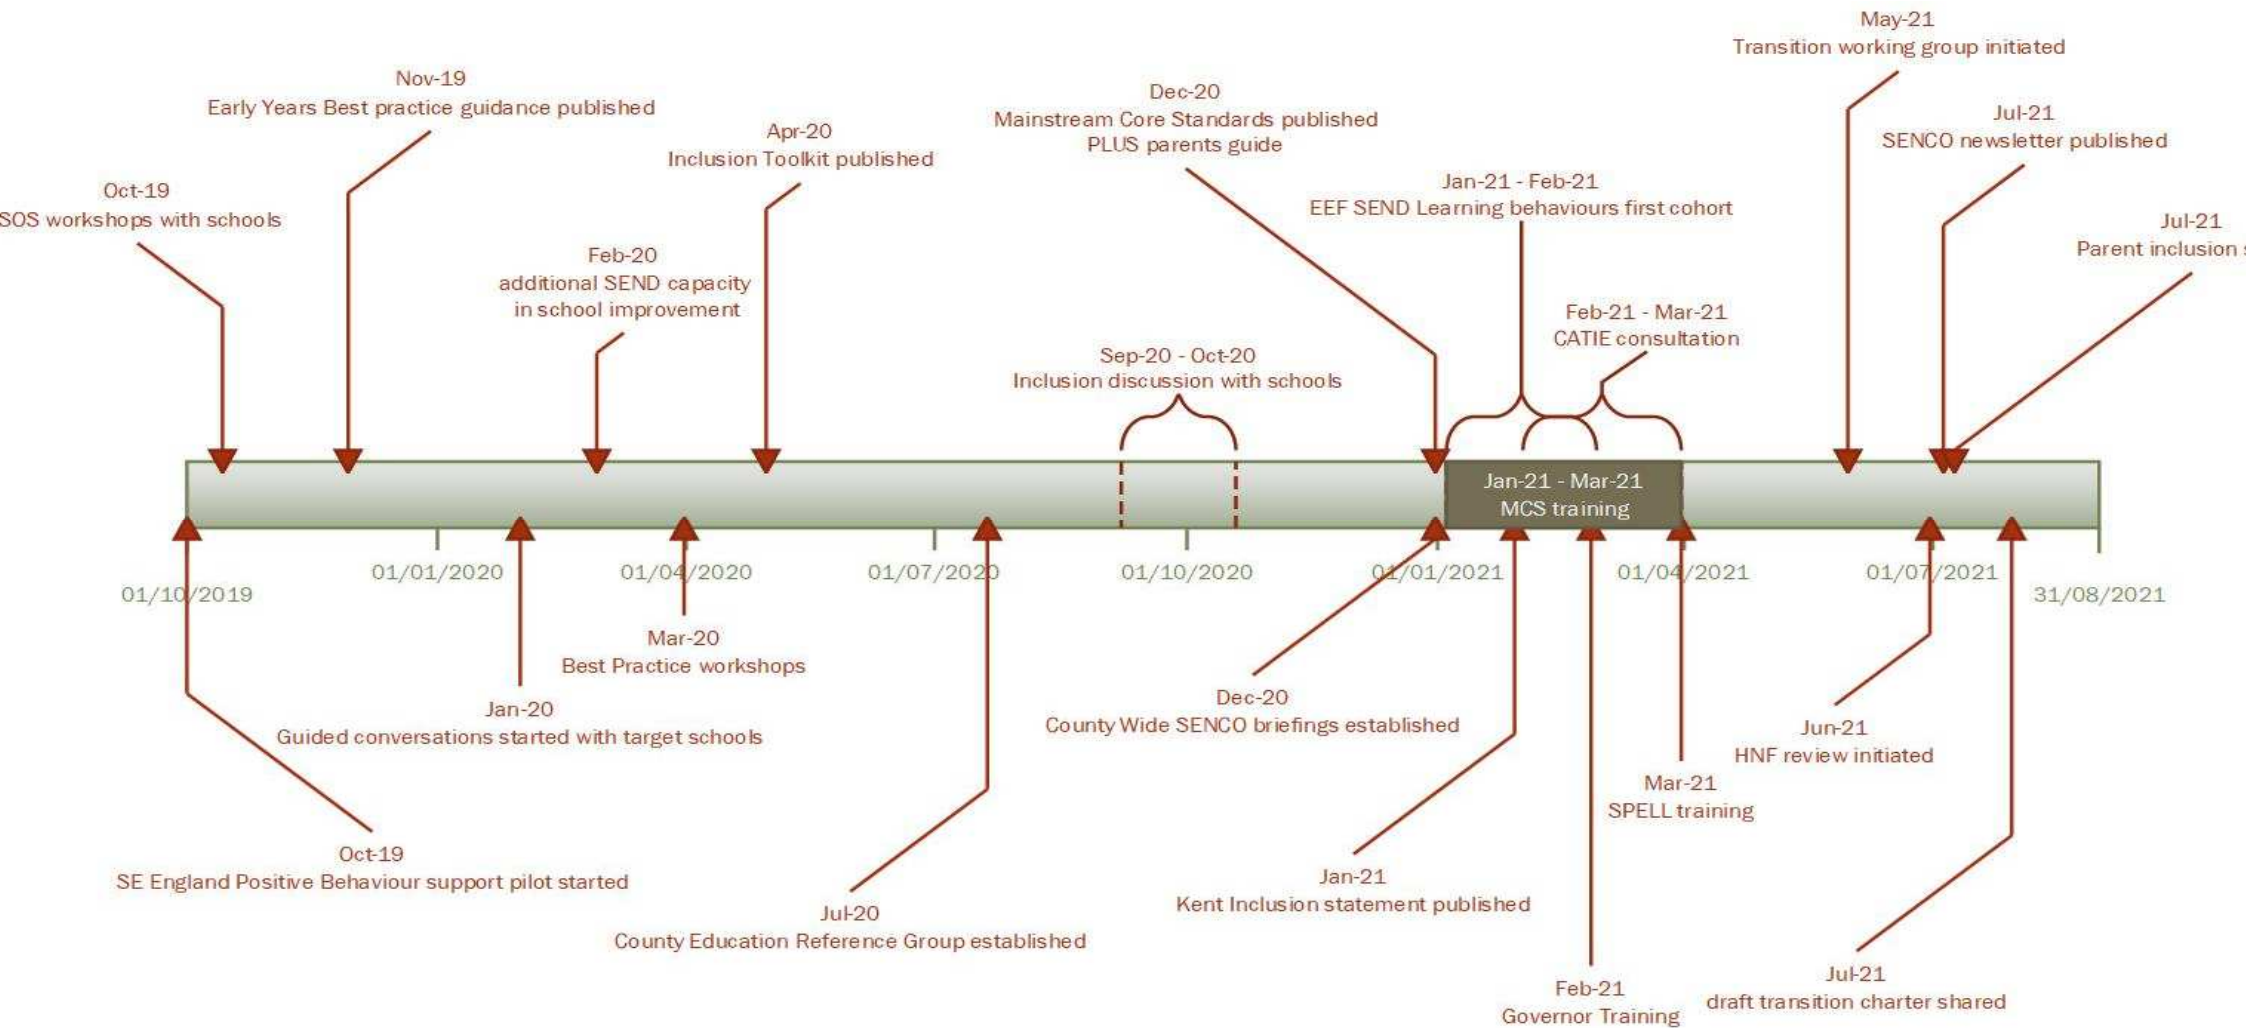 May-21
Transition working group initiated
Nov-19
Early Years Best practice guidance published
Dec-20
Mainstream Core Standards published
PLUS parents guide
Jul-21
SENCO newsletter published
Apr-20
Inclusion Toolkit published
Jan-21 - Feb-21
EEF SEND Learning behaviours first cohort
Oct-19
SOS workshops with schools
Jul-21
Parent inclusion
Feb-20
additional SEND capacity
in school improvement
Feb-21 - Mar-21
CATIE consultation
Sep-20 - Oct-20
Inclusion discussion with schools
Jan-21 - Mar-21
MCS training
01/10/2019
01/01/2020
01/04/2020
01/07/2020
01/10/2020
01/01/2021
01/04/2021
01/07/2021
31/08/2021
Mar-20
Best Practice workshops
Jan-20
Guided conversations started with target schools
Dec-20
County Wide SENCO briefings established
Jun-21
HNF review initiated
Mar-21
SPELL training
Oct-19
SE England Positive Behaviour support pilot started
Jan-21
Kent Inclusion statement published
Jul-20
County Education Reference Group established
Jul-21
draft transition charter shared
Feb-21
Governor Training